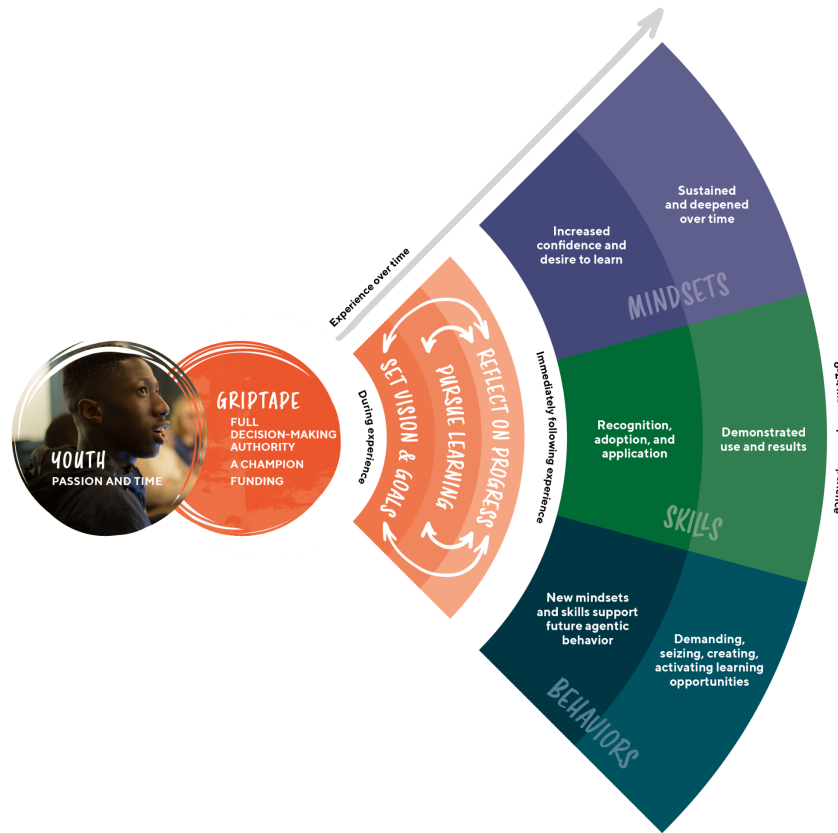 YOUTH
PASSION AND TIME
GRIPTAPE
FULL
DECISION-MAKING
AUTHORITY
A CHAMPION
FUNDING
Experience over time
During experience
SET VISION & GOALS
PURSUE LEARNING
REFLECT ON PROGRESS
Immediately following experience
Increased
confidence and
desire to learn
Sustained
and deepened
over time
MINDSETS
Recognition,
adoption, and
application
Demonstrated
use and results
SKILLS
New mindsets
and skills support
future agentic
behavior
Demanding,
seizing, creating,
activating learning
opportunities
BEHAVIORS